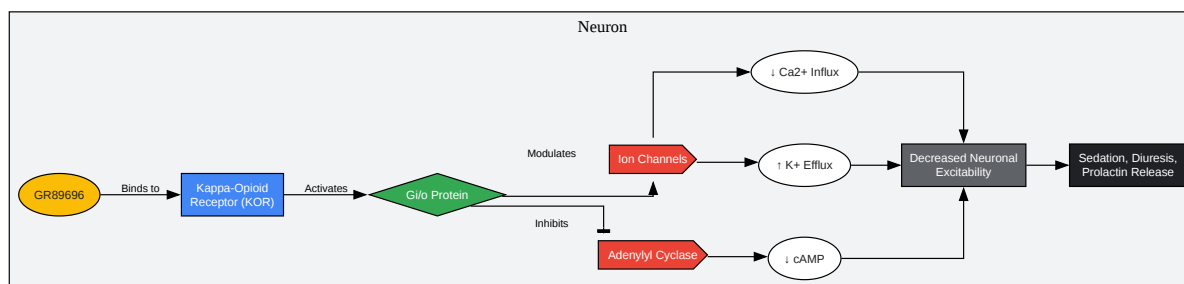 Neuron
GR89696
Binds to
Kappa-Opioid
Receptor (KOR)
Activates
Gi/o Protein
Modulates
Inhibits
Ion Channels
Adenylyl Cyclase
↓ Ca2+ Influx
↑ K+ Efflux
↓ cAMP
Decreased Neuronal
Excitability
Sedation, Diuresis,
Prolactin Release